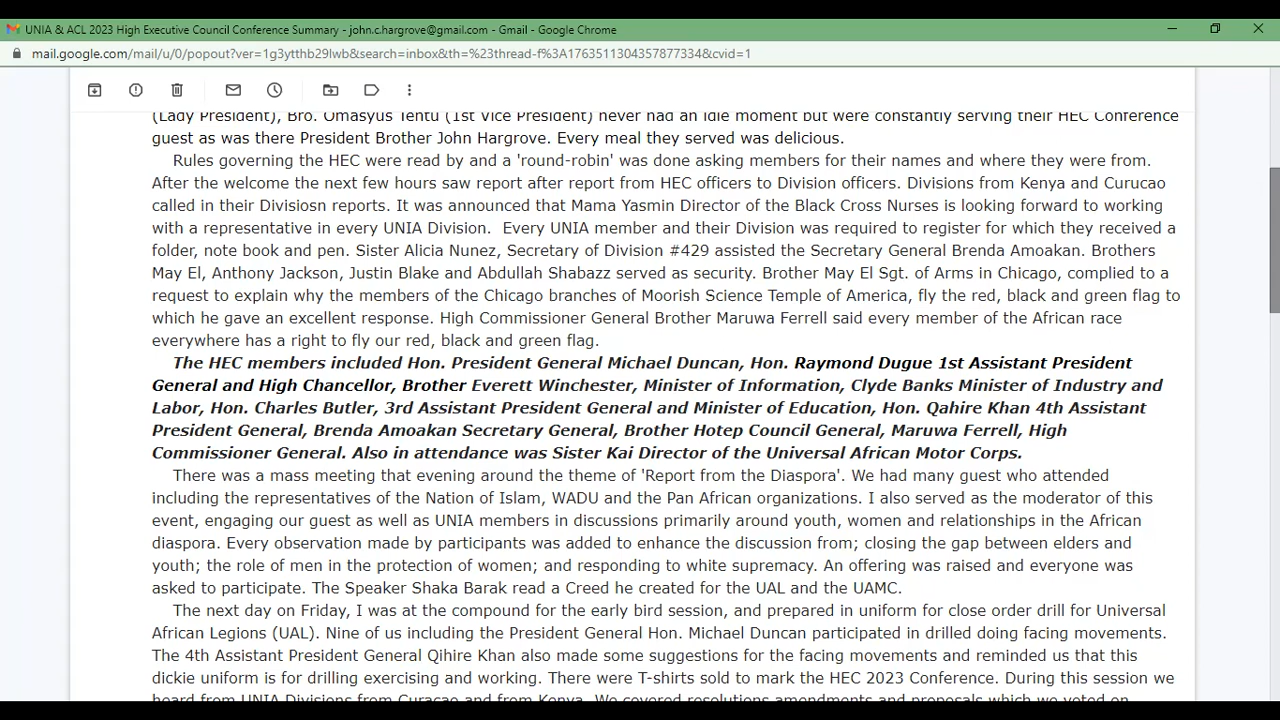 UNIA & ACL 2023 High Executive Council Conference Summary - john.c.hargrove@gmail.com - Gmail - Google Chrome
mail.google.com/mail/u/0/popout?ver=1g3ytthb29lwb&search=inbox&th=%23thread-f%3A1763511304357877334&cvid=1
(Lady President), Bro. Omasyus Tentu (1st Vice President) never had an idle moment but were constantly serving their HEC Conference
guest as was there President Brother John Hargrove. Every meal they served was delicious.
Rules governing the HEC were read by and a 'round-robin' was done asking members for their names and where they were from.
After the welcome the next few hours saw report after report from HEC officers to Division officers. Divisions from Kenya and Curucao
called in their Divisiosn reports. It was announced that Mama Yasmin Director of the Black Cross Nurses is looking forward to working
with a representative in every UNIA Division.  Every UNIA member and their Division was required to register for which they received a
folder, note book and pen. Sister Alicia Nunez, Secretary of Division #429 assisted the Secretary General Brenda Amoakan. Brothers
May El, Anthony Jackson, Justin Blake and Abdullah Shabazz served as security. Brother May El Sgt. of Arms in Chicago, complied to a
request to explain why the members of the Chicago branches of Moorish Science Temple of America, fly the red, black and green flag to
which he gave an excellent response. High Commissioner General Brother Maruwa Ferrell said every member of the African race
everywhere has a right to fly our red, black and green flag.
The HEC members included Hon. President General Michael Duncan, Hon. Raymond Dugue 1st Assistant President
General and High Chancellor, Brother Everett Winchester, Minister of Information, Clyde Banks Minister of Industry and
Labor, Hon. Charles Butler, 3rd Assistant President General and Minister of Education, Hon. Qahire Khan 4th Assistant
President General, Brenda Amoakan Secretary General, Brother Hotep Council General, Maruwa Ferrell, High
Commissioner General. Also in attendance was Sister Kai Director of the Universal African Motor Corps.
There was a mass meeting that evening around the theme of 'Report from the Diaspora'. We had many guest who attended
including the representatives of the Nation of Islam, WADU and the Pan African organizations. I also served as the moderator of this
event, engaging our guest as well as UNIA members in discussions primarily around youth, women and relationships in the African
diaspora. Every observation made by participants was added to enhance the discussion from; closing the gap between elders and
youth; the role of men in the protection of women; and responding to white supremacy. An offering was raised and everyone was
asked to participate. The Speaker Shaka Barak read a Creed he created for the UAL and the UAMC.
The next day on Friday, I was at the compound for the early bird session, and prepared in uniform for close order drill for Universal
African Legions (UAL). Nine of us including the President General Hon. Michael Duncan participated in drilled doing facing movements.
The 4th Assistant President General Qihire Khan also made some suggestions for the facing movements and reminded us that this
dickie uniform is for drilling exercising and working. There were T-shirts sold to mark the HEC 2023 Conference. During this session we
heard from UNIA Divisions from Curacao and from Kenya. We covered resolutions amendments and proposals which we voted on